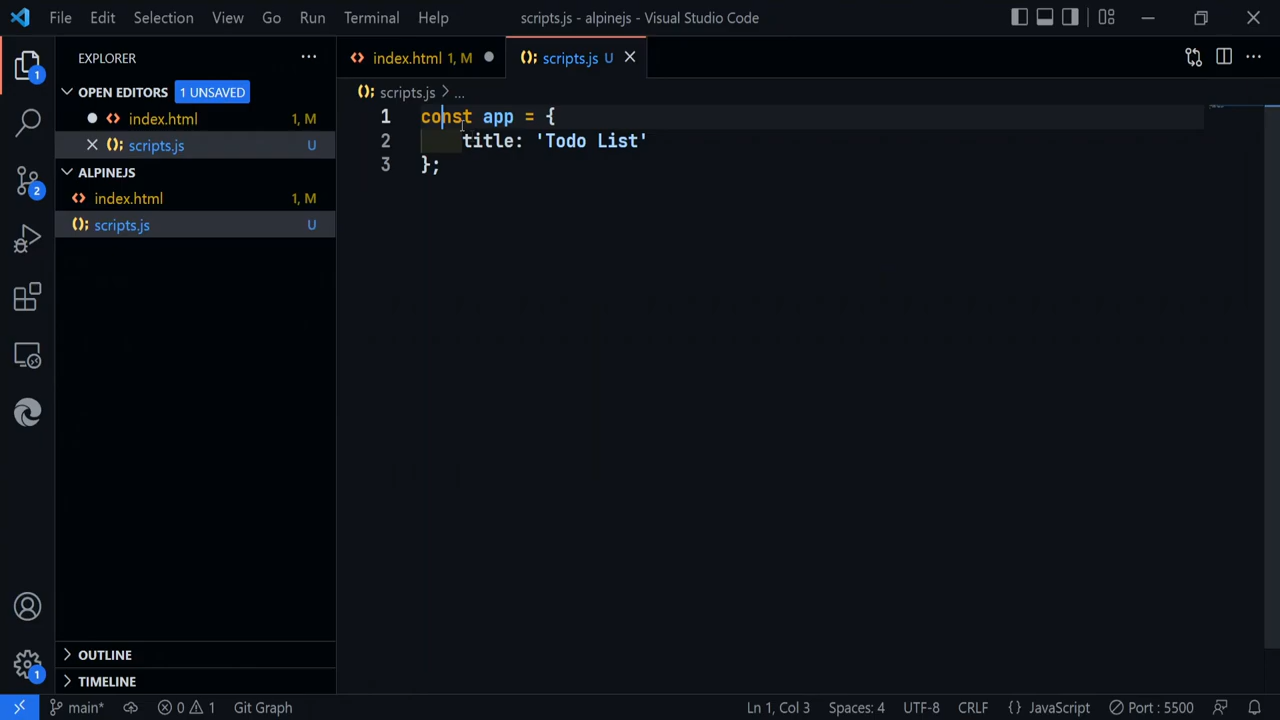 File Edit Selection View Go Run Terminal Help scripts.js - alpinejs - Visual Studio Code
EXPLORER
1
OPEN EDITORS 1 UNSAVED
index.html
scripts.js U
ALPINEJS
index.html 1, M
scripts.js U
2
OUTLINE
TIMELINE
1
index.html 1, M
scripts.js U
scripts.js > ...
1 const app = {
2 title: 'Todo List'
3 };
main* 0 1 Git Graph Ln 1, Col 3 Spaces: 4 UTF-8 CRLF {} JavaScript Port : 5500